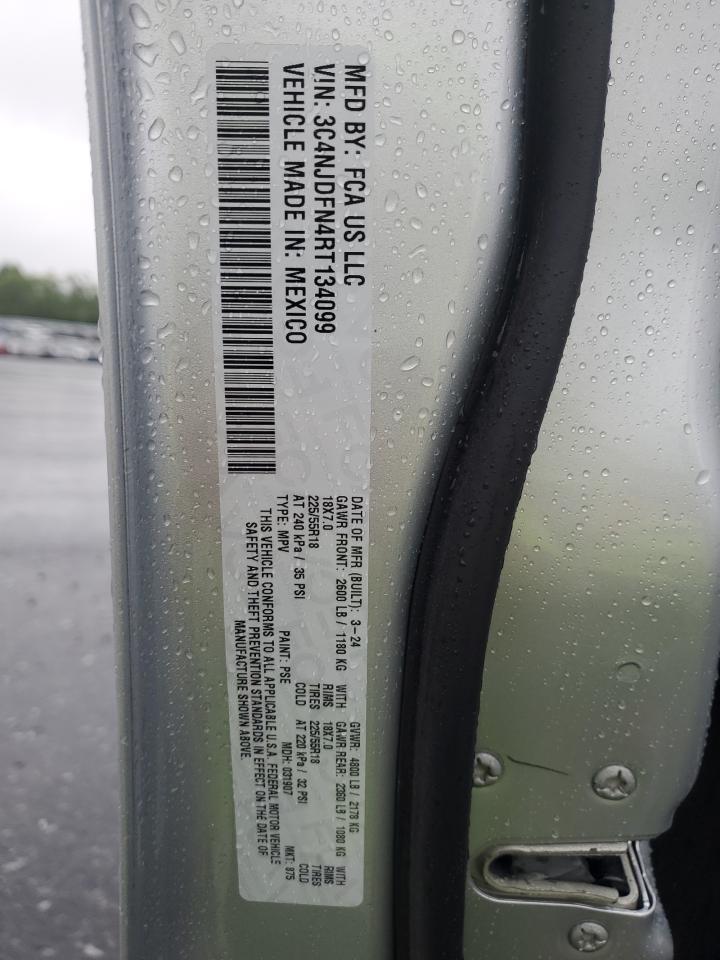 MFD BY: FCA US LLC
VIN: 3C4NJDFN4RT134099
VEHICLE MADE IN: MEXICO
DATE OF MFR (BUILT): 3-24 GVWR: 4800 LB / 2178 KG
GAWR FRONT: 2600 LB / 1180 KG WITH GAWR REAR: 2380 LB / 1080 KG WITH
18X7.0 RIMS 18X7.0 RIMS
225/55R18 TIRES 225/55R18 TIRES
AT 240 kPa / 35 PSI COLD AT 220 kPa / 32 PSI COLD
TYPE: MPV PAINT: PSE MDH: 031907 MKT: 975
THIS VEHICLE CONFORMS TO ALL APPLICABLE U.S.A. FEDERAL MOTOR VEHICLE
SAFETY AND THEFT PREVENTION STANDARDS IN EFFECT ON THE DATE OF
MANUFACTURE SHOWN ABOVE.